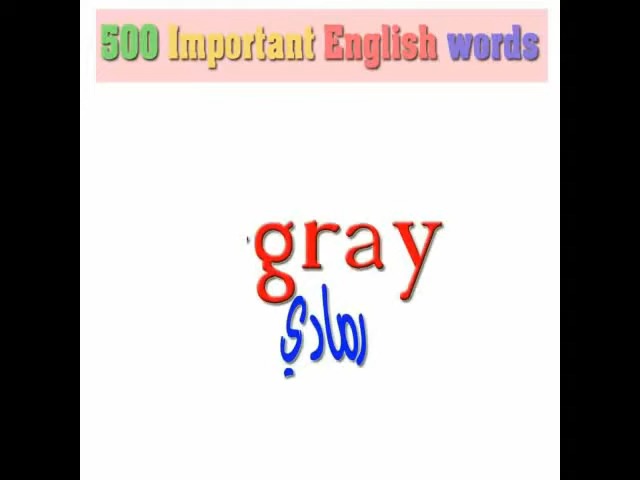 500 Important English words
gray
رمادي